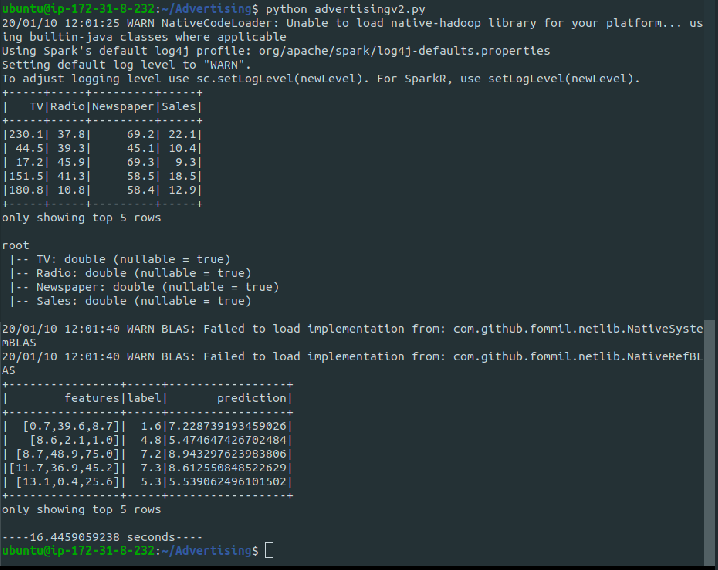 ubuntu@ip-172-31-8-232:~/Advertising$ python advertisingv2.py
20/01/10 12:01:25 WARN NativeCodeLoader: Unable to load native-hadoop library for your platform... us
ing builtin-java classes where applicable
Using Spark's default log4j profile: org/apache/spark/log4j-defaults.properties
Setting default log level to "WARN".
To adjust logging level use sc.setLogLevel(newLevel). For SparkR, use setLogLevel(newLevel).
+-----+-----+---------+-----+
|   TV|Radio|Newspaper|Sales|
+-----+-----+---------+-----+
|230.1| 37.8|     69.2| 22.1|
| 44.5| 39.3|     45.1| 10.4|
| 17.2| 45.9|     69.3|  9.3|
|151.5| 41.3|     58.5| 18.5|
|180.8| 10.8|     58.4| 12.9|
+-----+-----+---------+-----+
only showing top 5 rows

root
 |-- TV: double (nullable = true)
 |-- Radio: double (nullable = true)
 |-- Newspaper: double (nullable = true)
 |-- Sales: double (nullable = true)

20/01/10 12:01:40 WARN BLAS: Failed to load implementation from: com.github.fommil.netlib.NativeSyste
mBLAS
20/01/10 12:01:40 WARN BLAS: Failed to load implementation from: com.github.fommil.netlib.NativeRefBL
AS
+----------------+-----+-----------------+
|        features|label|       prediction|
+----------------+-----+-----------------+
|  [0.7,39.6,8.7]|  1.6|7.228739193459026|
|   [8.6,2.1,1.0]|  4.8|5.474647426702484|
| [8.7,48.9,75.0]|  7.2|8.943297623983806|
|[11.7,36.9,45.2]|  7.3|8.612550848522629|
| [13.1,0.4,25.6]|  5.3|5.539062496101502|
+----------------+-----+-----------------+
only showing top 5 rows

----16.4459059238 seconds----
ubuntu@ip-172-31-8-232:~/Advertising$